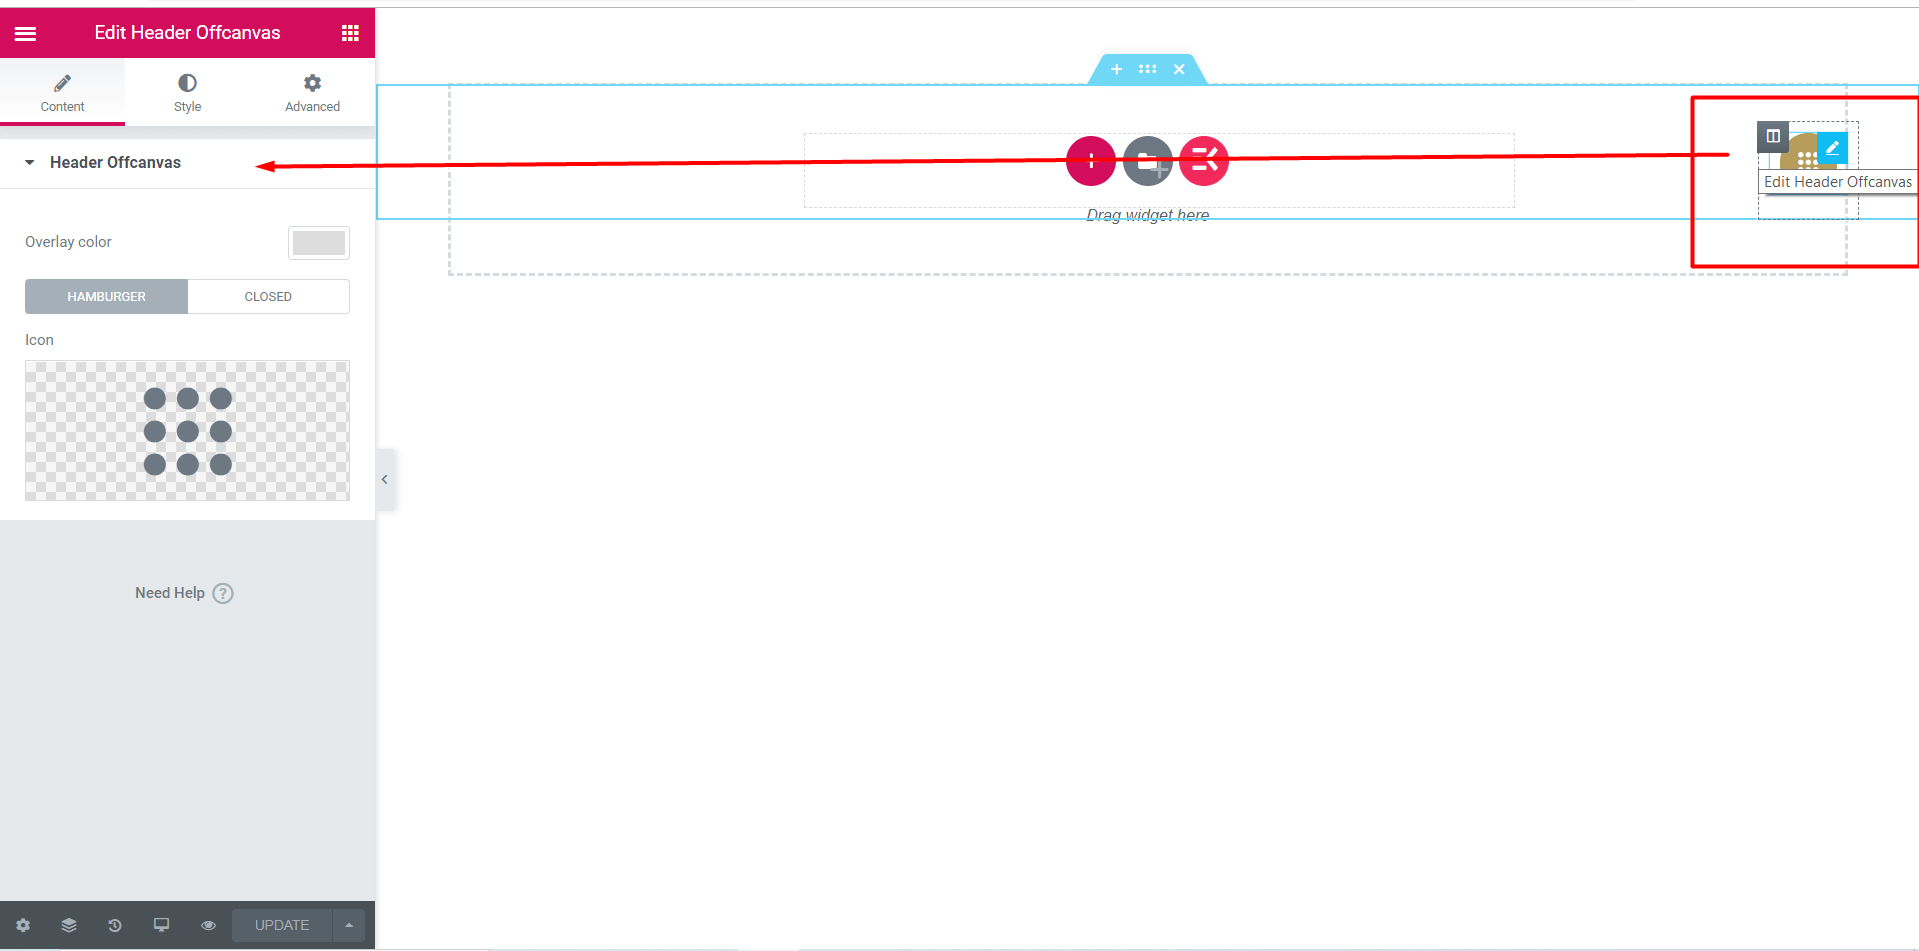 Edit Header Offcanvas
Content
Style
Advanced
Header Offcanvas
Overlay color
HAMBURGER
CLOSED
Icon
Need Help ?
UPDATE
Drag widget here
Edit Header Offcanvas